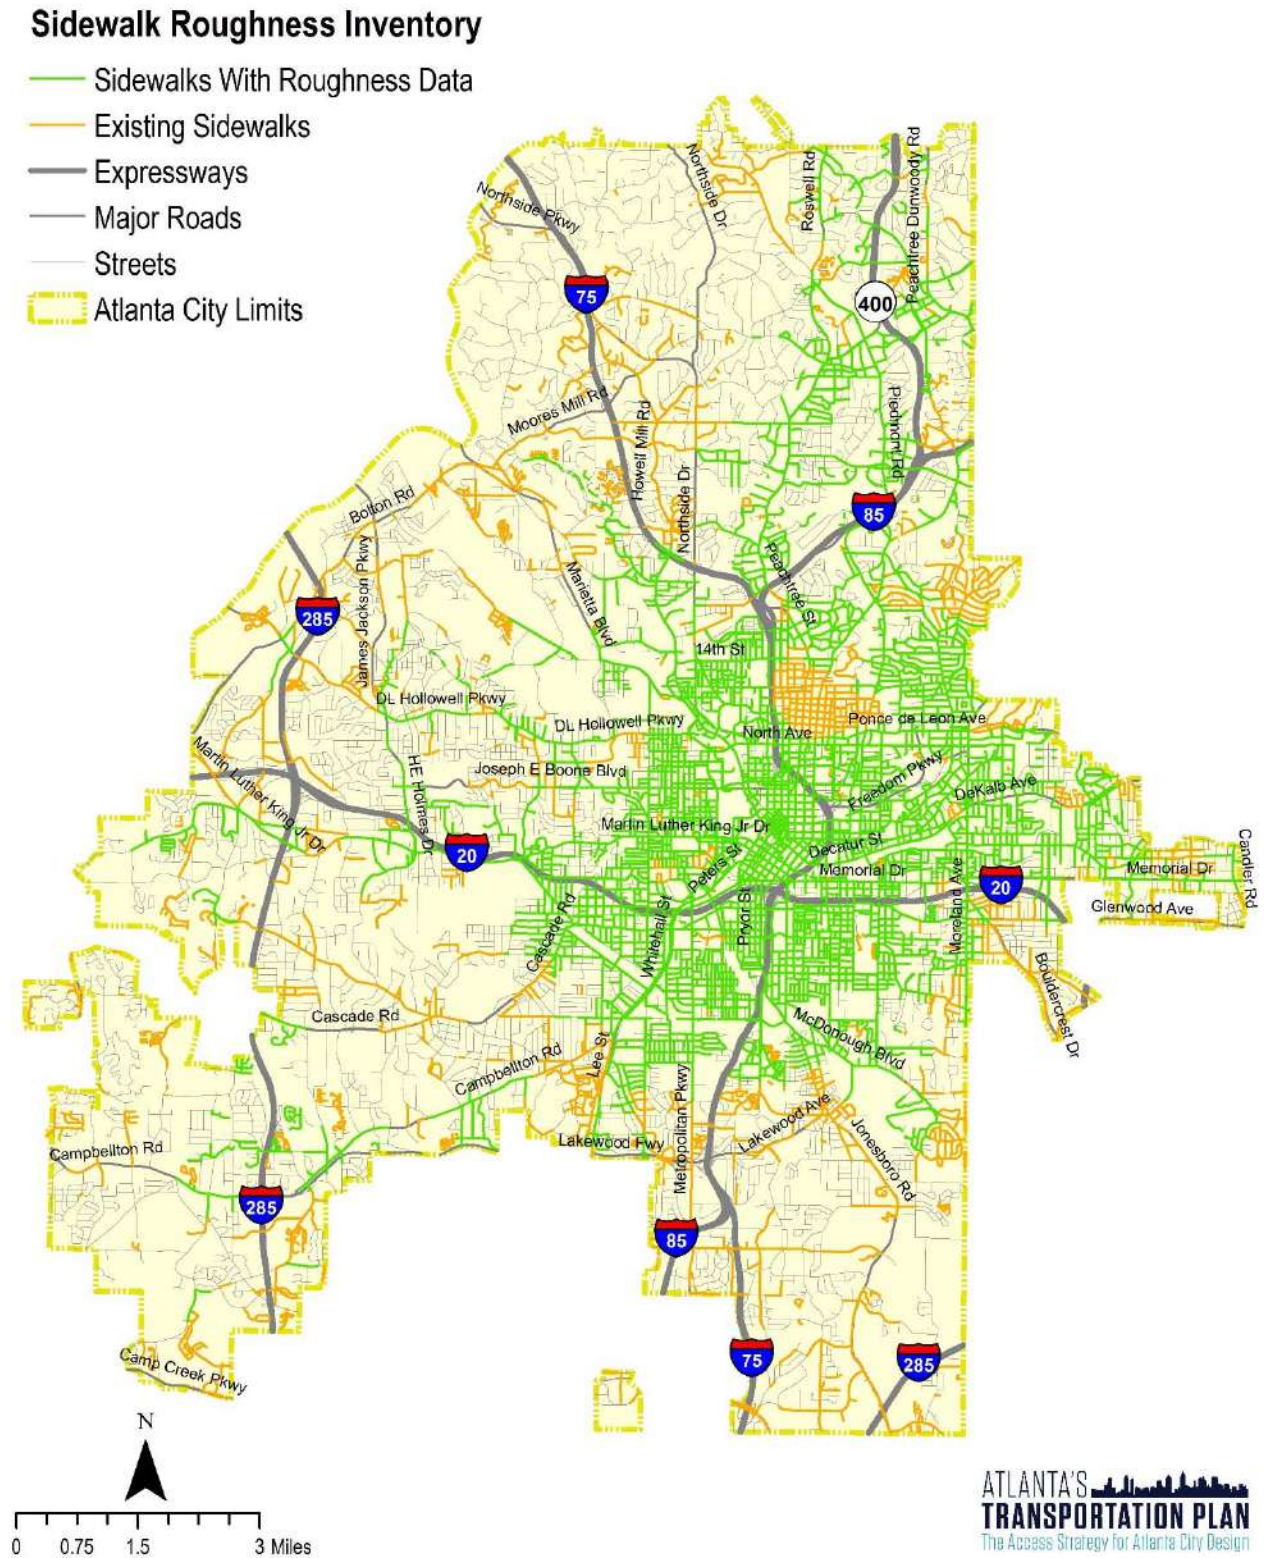 Sidewalk Roughness Inventory
Sidewalks With Roughness Data
Existing Sidewalks
Expressways
Major Roads
Streets
Atlanta City Limits
Northside Dr
Roswell Rd
Peachtree Dunwoody Rd
Northside Pkwy
75
400
Moores Mill Rd
Howell Mill Rd
Piedmont Rd
Northside Dr
Bolton Rd
85
James Jackson Pkwy
Peachtree St
Marietta Blvd
285
14th St
DL Hollowell Pkwy
DL Hollowell Pkwy
Ponce de Leon Ave
North Ave
Martin Luther King Jr Dr
HE Holmes Dr
Joseph E Boone Blvd
Freedom Pkwy
DeKalb Ave
Martin Luther King Jr Dr
Decatur St
20
Peters St
Memorial Dr
Memorial Dr
Candler Rd
20
Glenwood Ave
Moreland Ave
Pryor St
Whitehall St
Cascade Rd
Bouldercrest Dr
Cascade Rd
McDonough Blvd
Lee St
Campbellton Rd
Metropolitan Pkwy
Lakewood Ave
Lakewood Fwy
Jonesboro Rd
Campbellton Rd
285
85
75
285
Camp Creek Pkwy
N
0 0.75 1.5 3 Miles
ATLANTA'S
TRANSPORTATION PLAN
The Access Strategy for Atlanta City Design